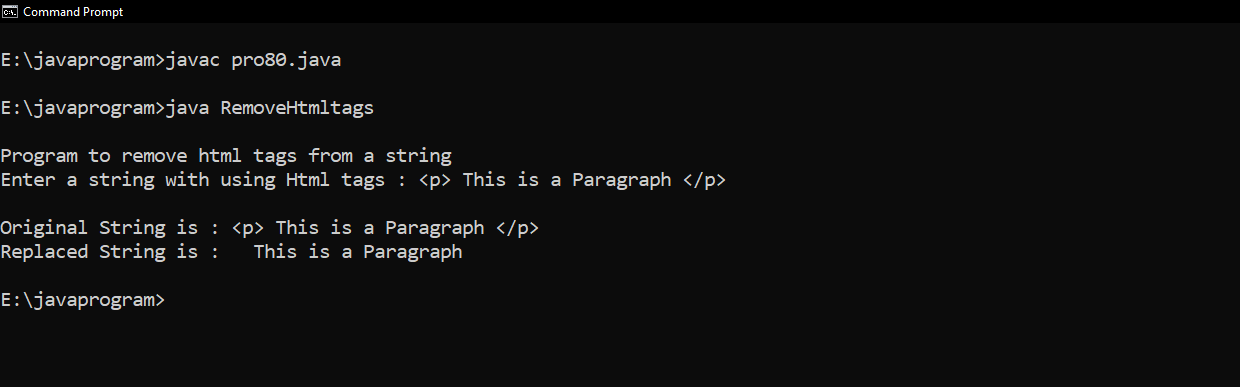 Command Prompt
E:\javaprogram>javac pro80.java
E:\javaprogram>java RemoveHtmltags
Program to remove html tags from a string
Enter a string with using Html tags : <p> This is a Paragraph </p>
Original String is : <p> This is a Paragraph </p>
Replaced String is :   This is a Paragraph
E:\javaprogram>